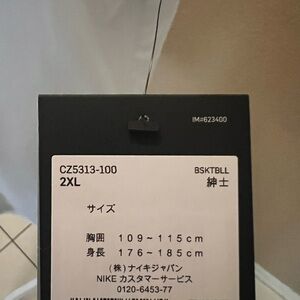 IM#623400
CZ5313-100 BSKTBLL
2XL 紳士
サイズ
胸囲 109~115cm
身長 176~185cm
(株)ナイキジャパン
NIKE カスタマーサービス
0120-6453-77